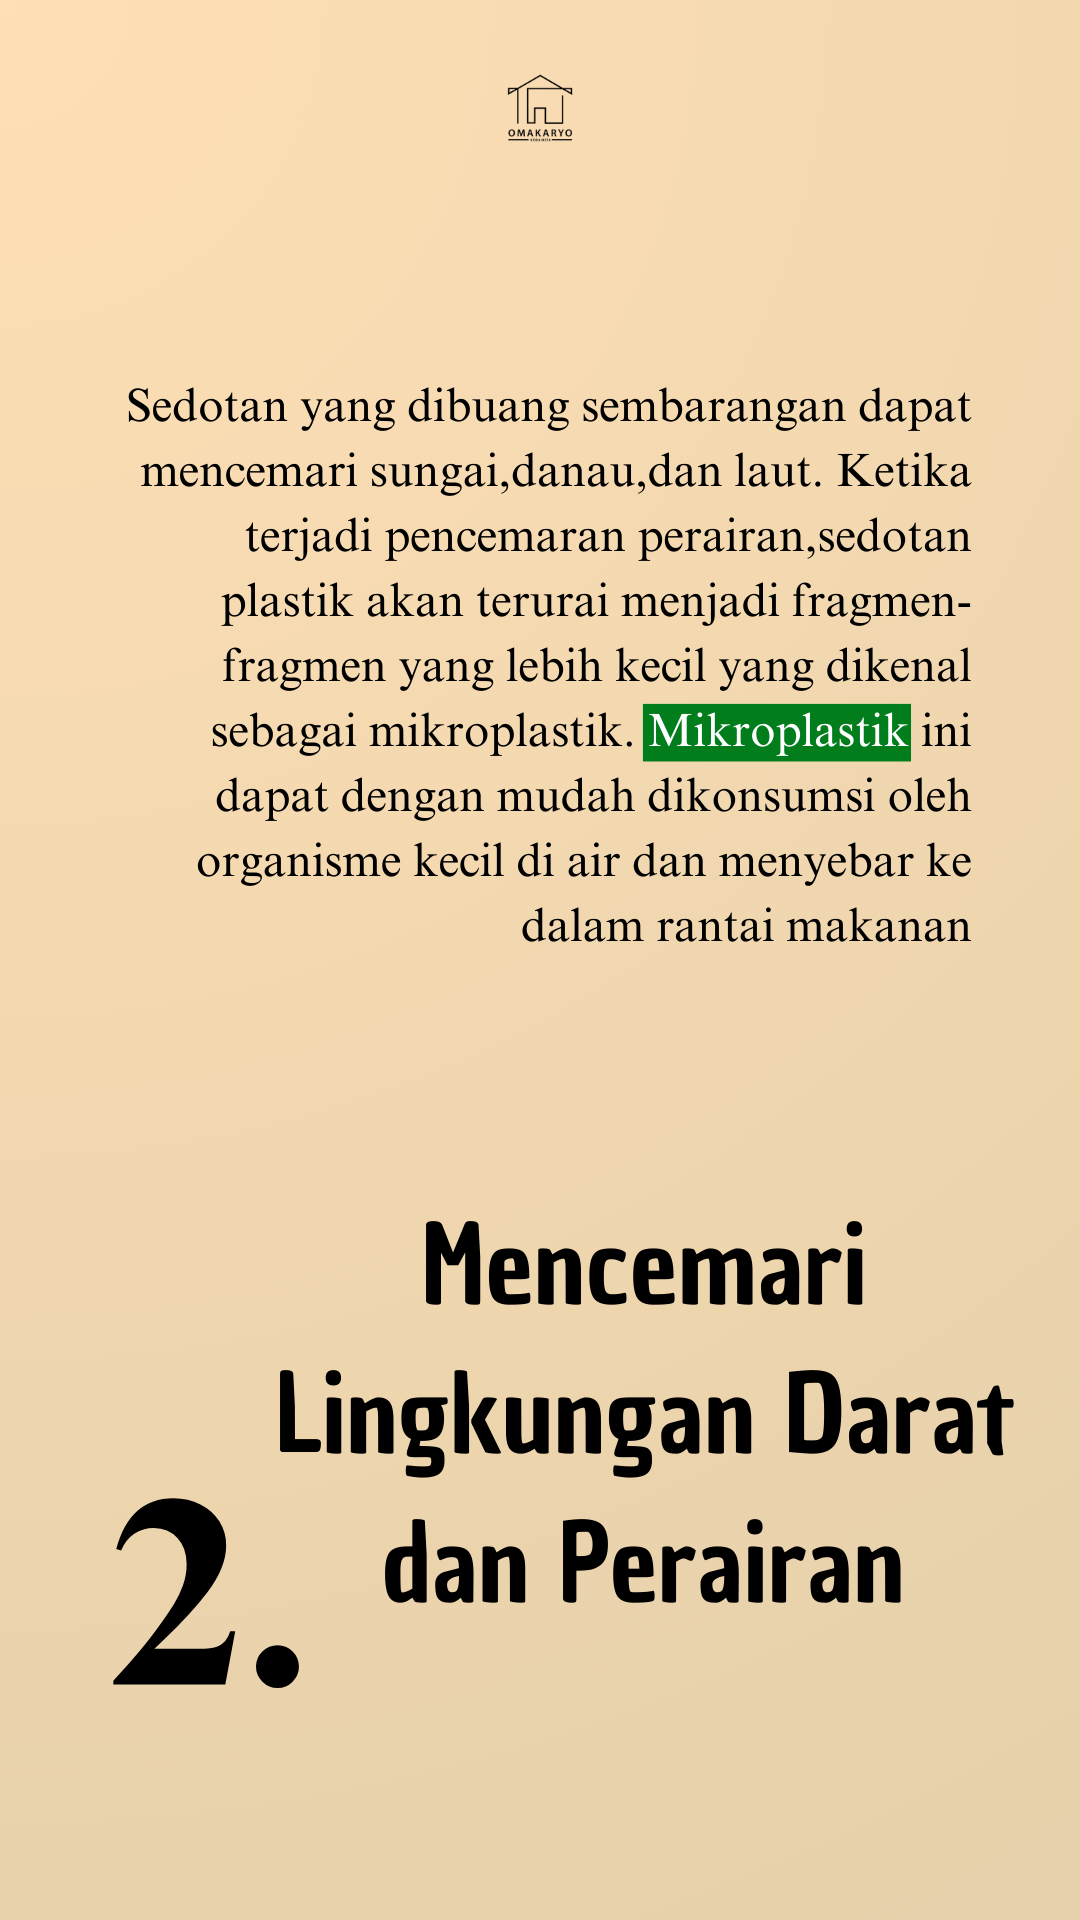 OMAKARYO
Sedotan yang dibuang sembarangan dapat
mencemari sungai,danau,dan laut. Ketika
terjadi pencemaran perairan,sedotan
plastik akan terurai menjadi fragmen-
fragmen yang lebih kecil yang dikenal
sebagai mikroplastik. Mikroplastik ini
dapat dengan mudah dikonsumsi oleh
organisme kecil di air dan menyebar ke
dalam rantai makanan
2.
Mencemari
Lingkungan Darat
dan Perairan